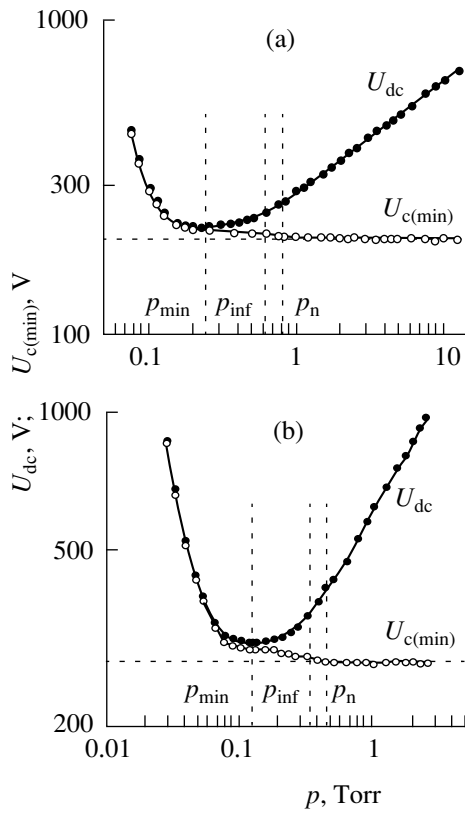 1000
(a)
U_dc
300
U_c(min)
p_min
p_inf
p_n
100
0.1
1
10
U_dc, V; U_c(min), V
1000
(b)
U_dc
500
U_c(min)
p_min
p_inf
p_n
200
0.01
0.1
1
p, Torr